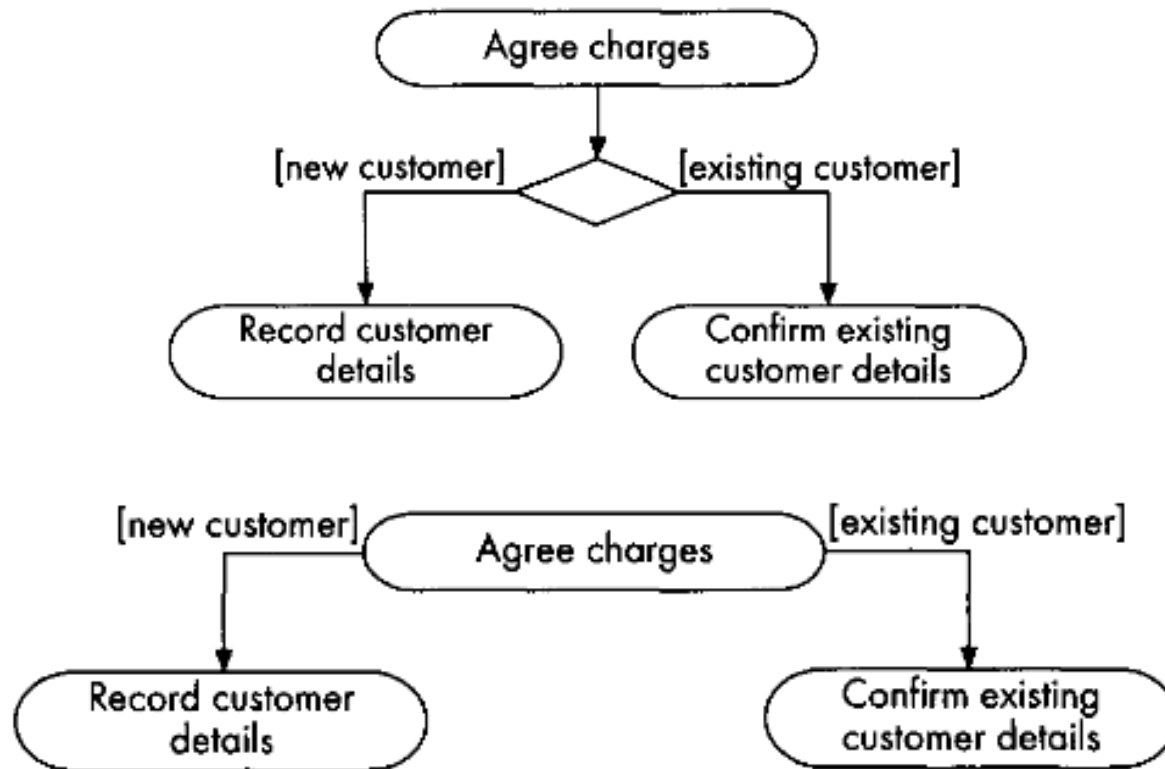 Agree charges
[new customer]
[existing customer]
Record customer
details
Confirm existing
customer details
[new customer]
Agree charges
[existing customer]
Record customer
details
Confirm existing
customer details